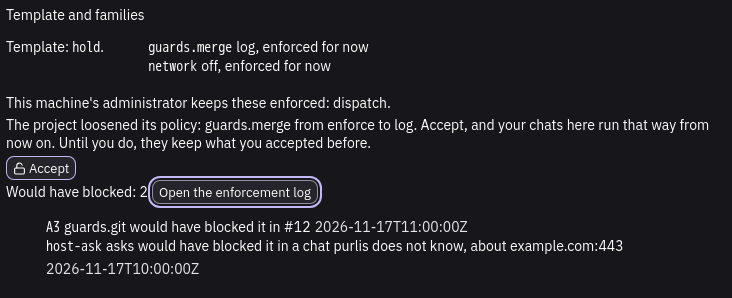 Template and families
Template: hold. guards.merge log, enforced for now
network off, enforced for now
This machine's administrator keeps these enforced: dispatch.
The project loosened its policy: guards.merge from enforce to log. Accept, and your chats here run that way from
now on. Until you do, they keep what you accepted before.
Accept
Would have blocked: 2 Open the enforcement log
A3 guards.git would have blocked it in #12 2026-11-17T11:00:00Z
host-ask asks would have blocked it in a chat purlis does not know, about example.com:443
2026-11-17T10:00:00Z